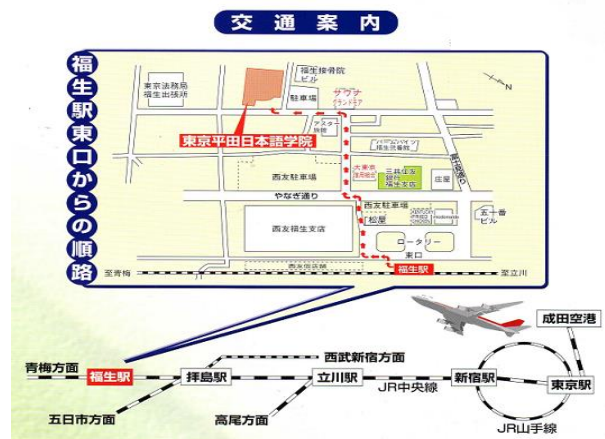 交通案内
福生駅東口からの順路
福生接骨院
ビル
東京法務局
福生出張所
駐車場
サウナ
グランドモア
アスター
東京平田日本語学院
富士見通り
西友駐車場
大東京
信用組合
三井住友
銀行
福生支店
庄屋
やなぎ通り
西友駐車場
松屋
五十番
ビル
西友福生支店
ロータリー
東口
至青梅
福生駅
至立川
成田空港
青梅方面
福生駅
拝島駅
西武新宿方面
立川駅
JR中央線
新宿駅
東京駅
五日市方面
高尾方面
JR山手線